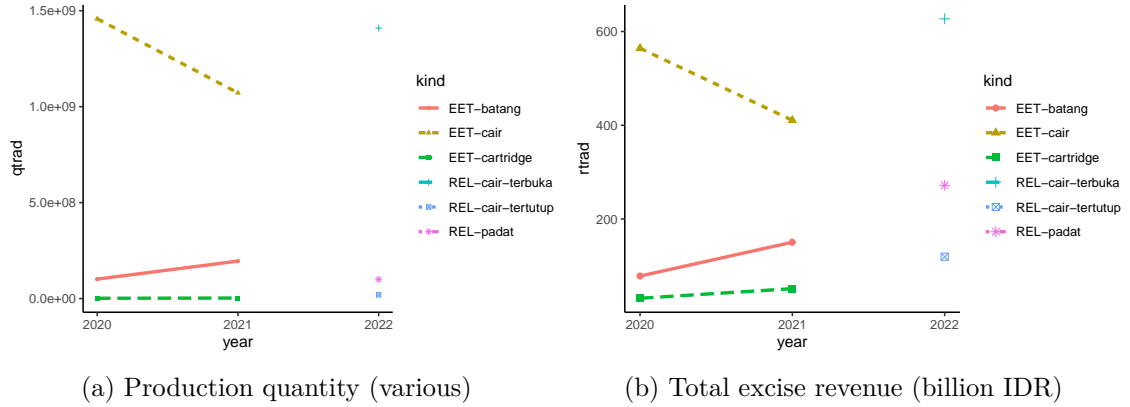 1.5e+09
1.0e+09
5.0e+08
0.0e+00
qtrad
2020
2021
2022
year
kind
EET−batang
EET−cair
EET−cartridge
REL−cair−terbuka
REL−cair−tertutup
REL−padat
(a) Production quantity (various)
600
400
200
rtrad
2020
2021
2022
year
kind
EET−batang
EET−cair
EET−cartridge
REL−cair−terbuka
REL−cair−tertutup
REL−padat
(b) Total excise revenue (billion IDR)